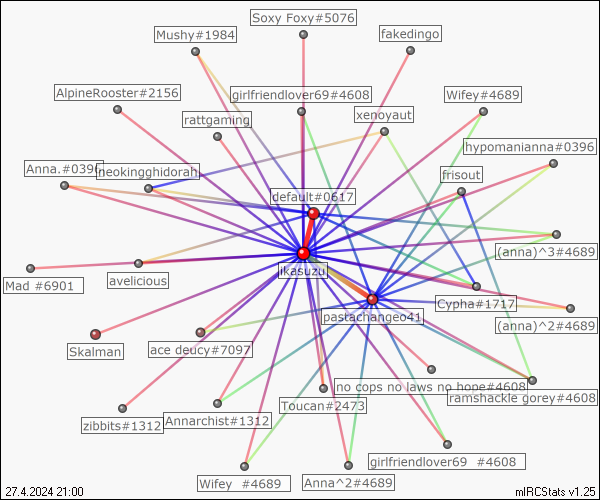 Soxy Foxy#5076
Mushy#1984
fakedingo
AlpineRooster#2156
girlfriendlover69#4608
Wifey#4689
rattgaming
xenoyaut
hypomanianna#0396
Anna.#0396
neokingghidorah
frisout
default#0617
(anna)^3#4689
ikasuzu
Mad #6901
avelicious
Cypha#1717
pastachangeo41
(anna)^2#4689
Skalman
ace deucy#7097
no cops no laws no hope#4608
ramshackle gorey#4608
Toucan#2473
zibbits#1312
Annarchist#1312
girlfriendlover69 #4608
Wifey #4689
Anna^2#4689
27.4.2024 21:00
mIRCStats v1.25